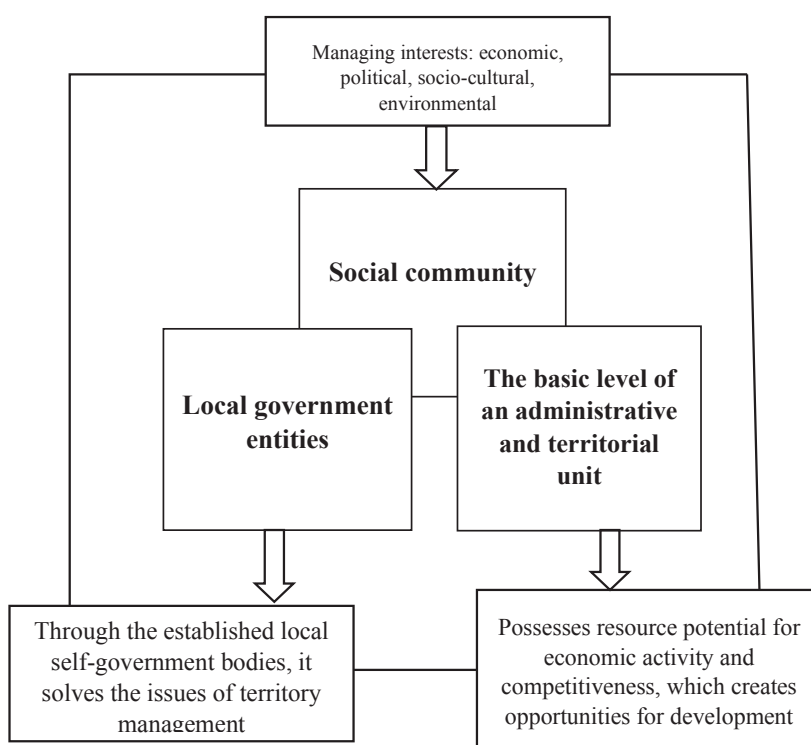 Managing interests: economic,
political, socio-cultural,
environmental
Social community
Local government
entities
The basic level of
an administrative
and territorial
unit
Through the established local
self-government bodies, it
solves the issues of territory
management
Possesses resource potential for
economic activity and
competitiveness, which creates
opportunities for development